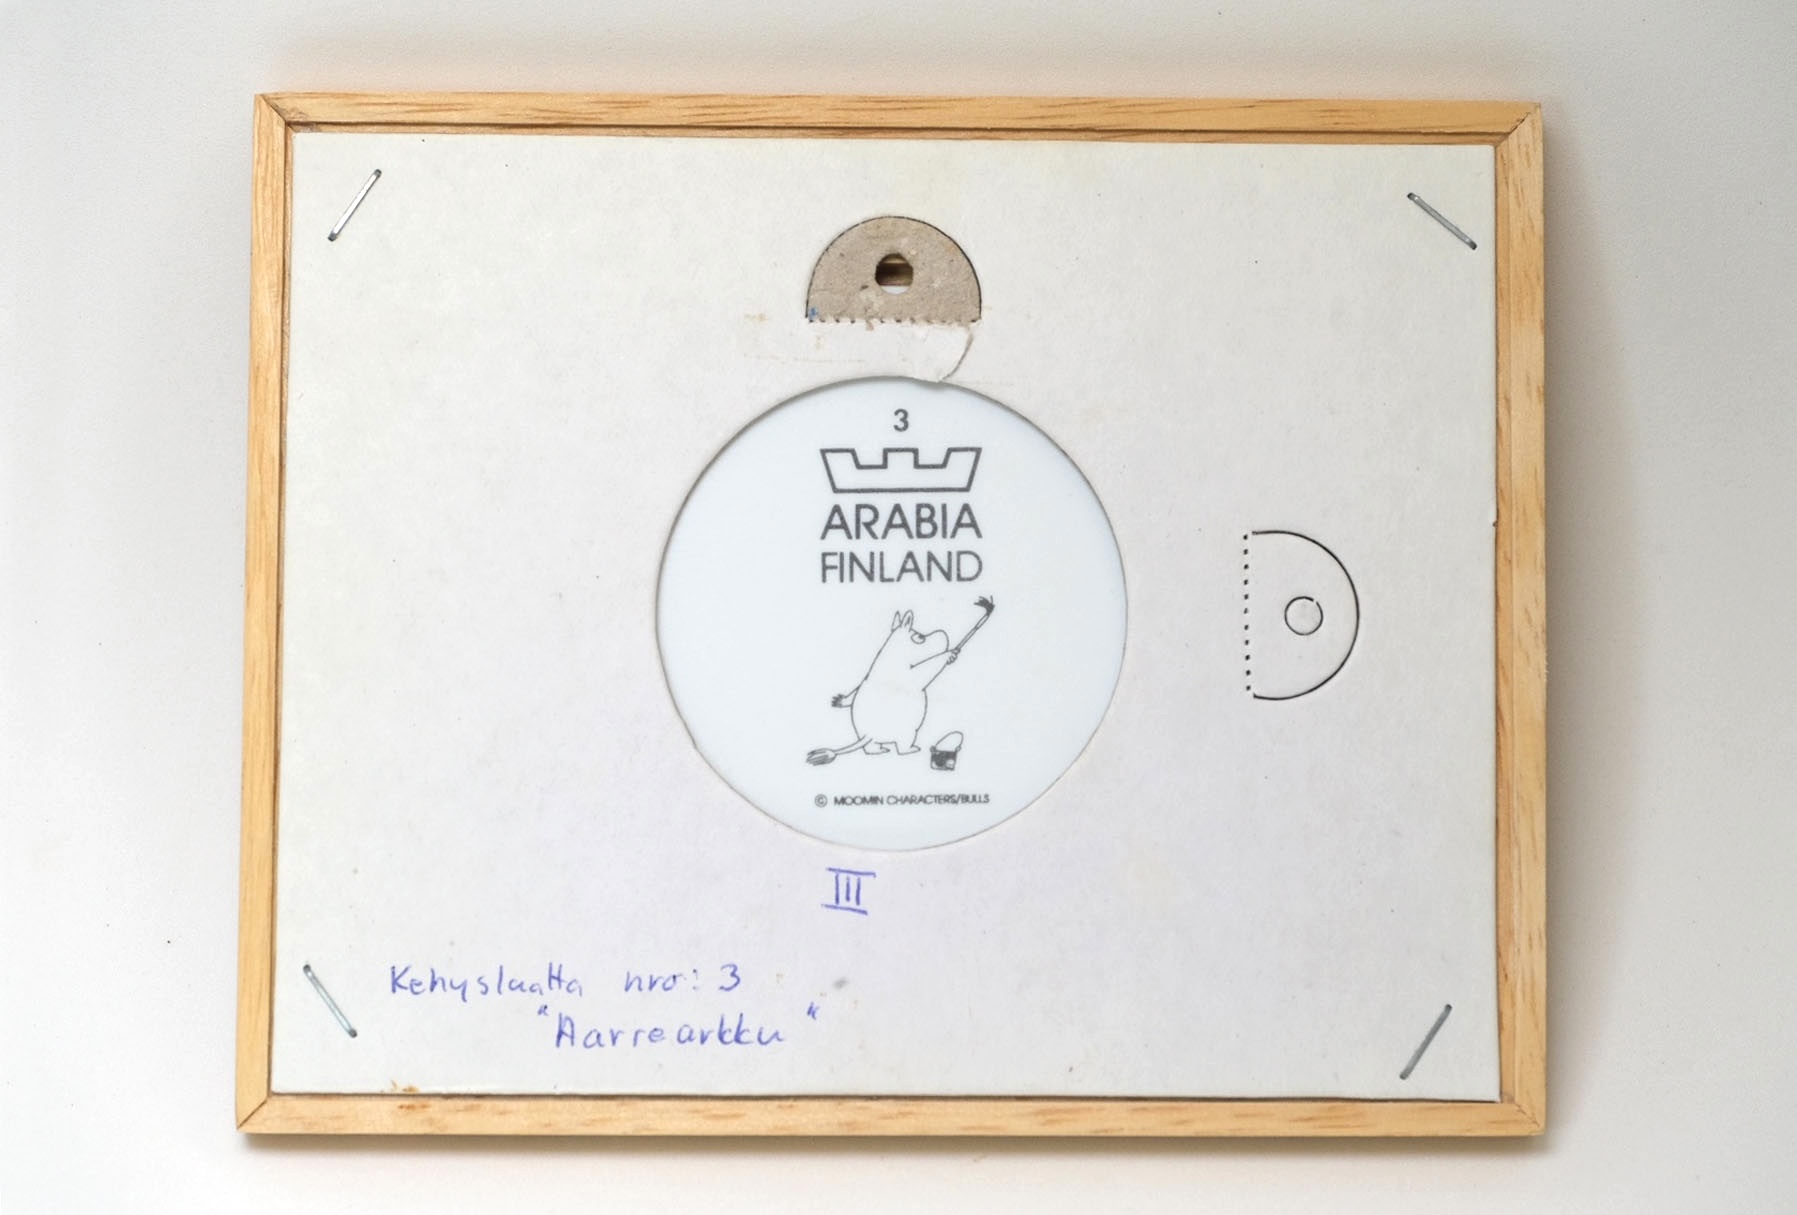 3
ARABIA
FINLAND
© MOOMIN CHARACTERS/BULLS
III
Kehyslaatta nro: 3
"Aarrearkku"